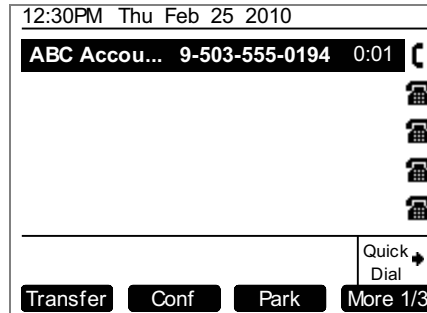 12:30PM Thu Feb 25 2010
ABC Accou... 9-503-555-0194 0:01
Quick
Dial
Transfer Conf Park More 1/3